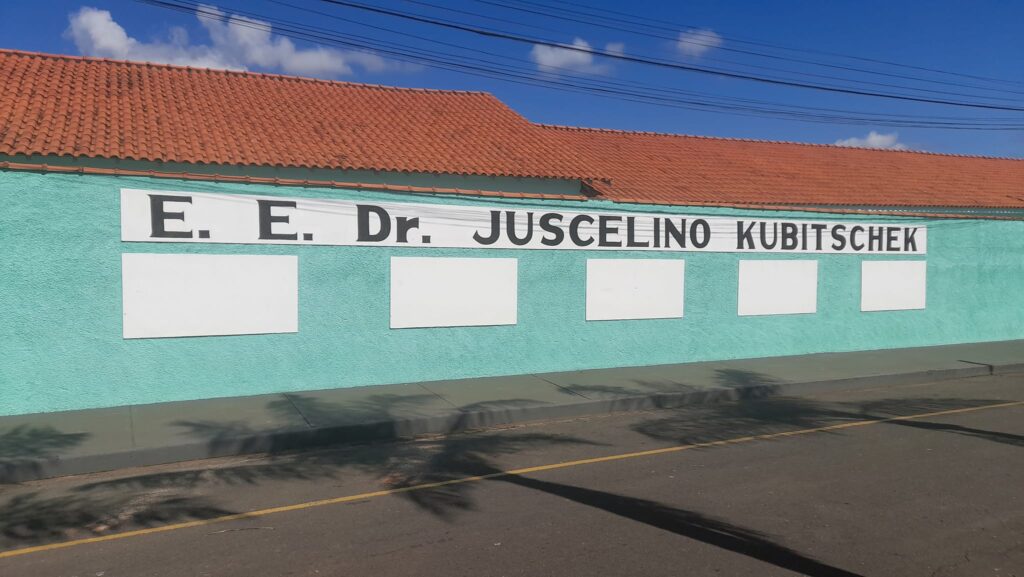 E. E. Dr. JUSCELINO KUBITSCHEK